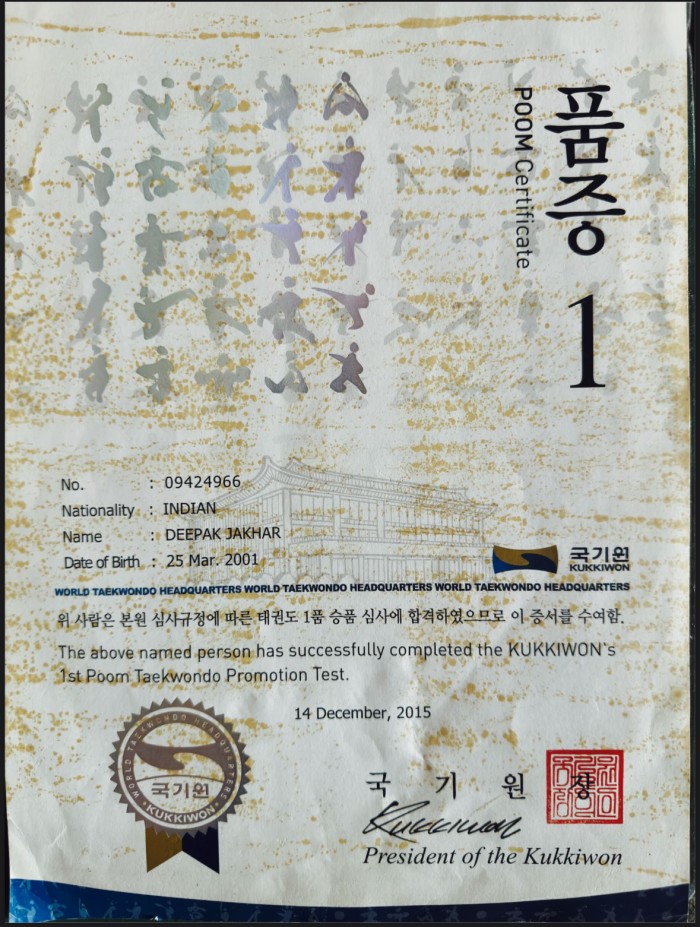 품증 1
POOM Certificate
No. : 09424966
Nationality : INDIAN
Name : DEEPAK JAKHAR
Date of Birth : 25 Mar. 2001
국기원
KUKKIWON
WORLD TAEKWONDO HEADQUARTERS WORLD TAEKWONDO HEADQUARTERS WORLD TAEKWONDO HEADQUARTERS
위 사람은 본원 심사규정에 따른 태권도 1품 승품 심사에 합격하였으므로 이 증서를 수여함.
The above named person has successfully completed the KUKKIWON's
1st Poom Taekwondo Promotion Test.
14 December, 2015
WORLD TAEKWONDO HEADQUARTERS
국기원
KUKKIWON
국 기 원 장
Kukkiwon
President of the Kukkiwon